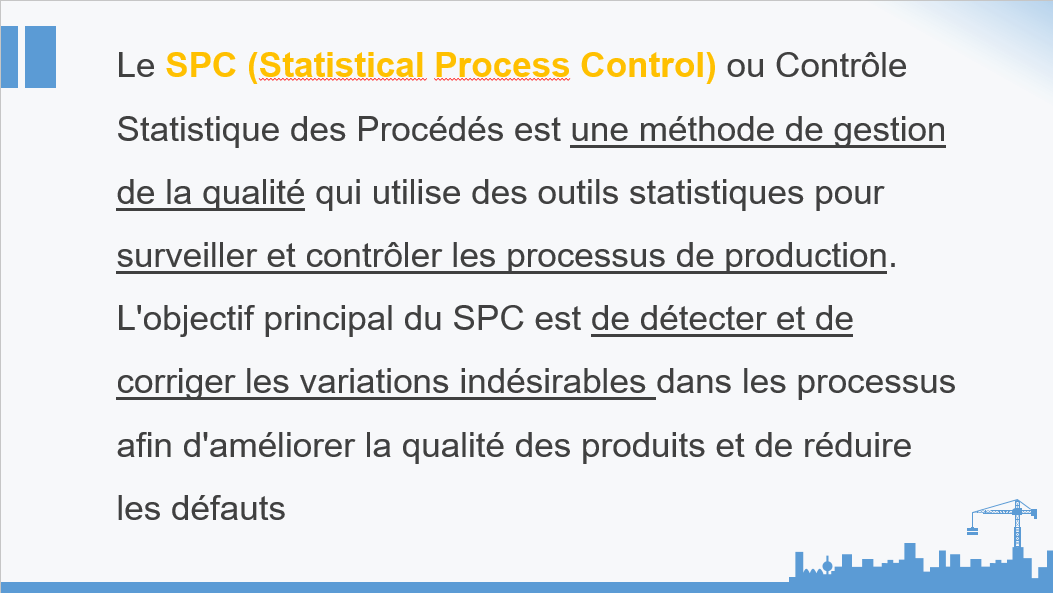 Le SPC (Statistical Process Control) ou Contrôle
Statistique des Procédés est une méthode de gestion
de la qualité qui utilise des outils statistiques pour
surveiller et contrôler les processus de production.
L'objectif principal du SPC est de détecter et de
corriger les variations indésirables dans les processus
afin d'améliorer la qualité des produits et de réduire
les défauts